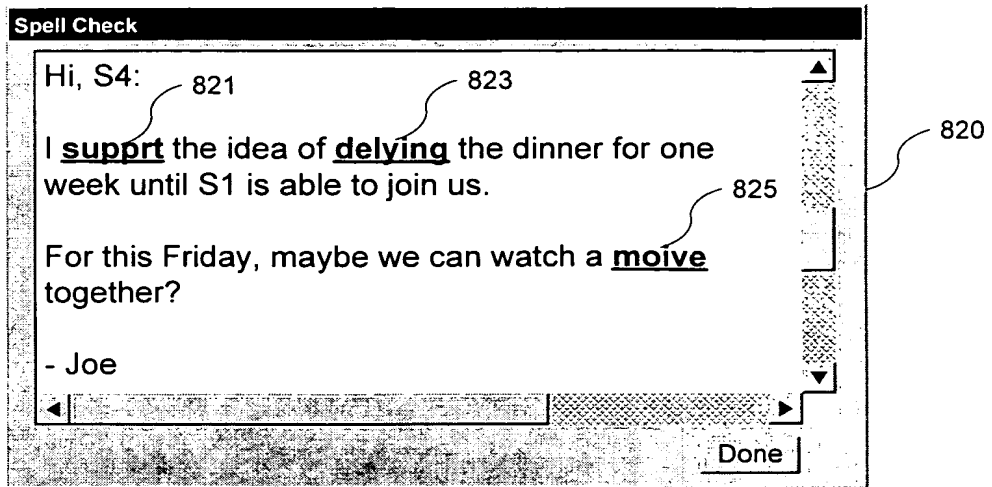 Spell Check
Hi, S4:
821
823
I supprt the idea of delying the dinner for one
820
week until S1 is able to join us.
825
For this Friday, maybe we can watch a moive
together?
- Joe
Done